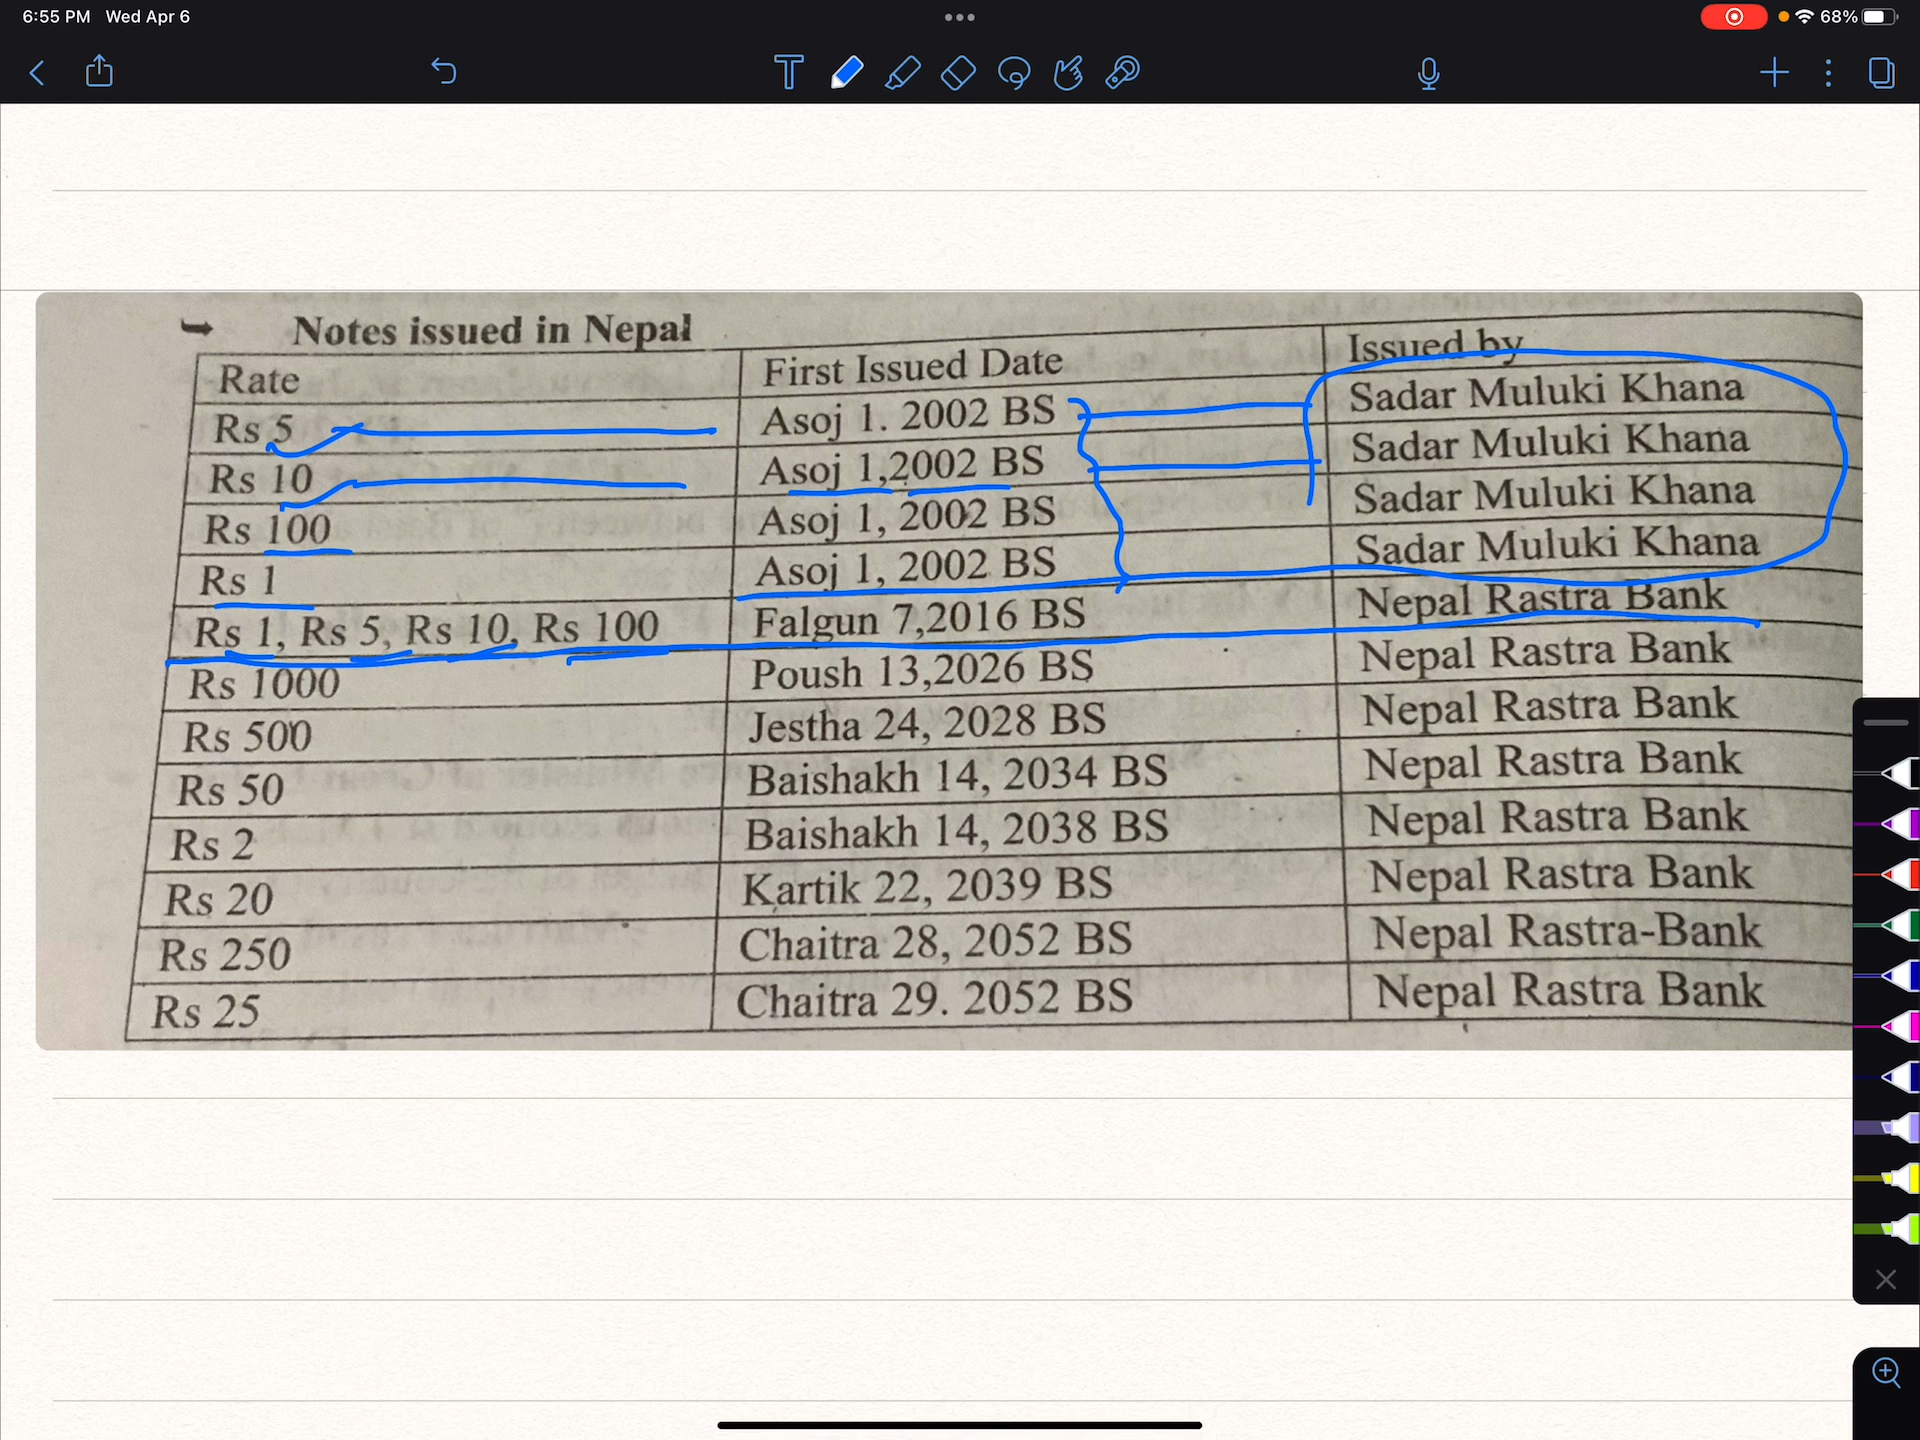 6:55 PM Wed Apr 6
68%
Notes issued in Nepal
Rate First Issued Date Issued by
Rs 5 Asoj 1. 2002 BS Sadar Muluki Khana
Rs 10 Asoj 1,2002 BS Sadar Muluki Khana
Rs 100 Asoj 1, 2002 BS Sadar Muluki Khana
Rs 1 Asoj 1, 2002 BS Sadar Muluki Khana
Rs 1, Rs 5, Rs 10, Rs 100 Falgun 7,2016 BS Nepal Rastra Bank
Rs 1000 Poush 13,2026 BS Nepal Rastra Bank
Rs 500 Jestha 24, 2028 BS Nepal Rastra Bank
Rs 50 Baishakh 14, 2034 BS Nepal Rastra Bank
Rs 2 Baishakh 14, 2038 BS Nepal Rastra Bank
Rs 20 Kartik 22, 2039 BS Nepal Rastra Bank
Rs 250 Chaitra 28, 2052 BS Nepal Rastra-Bank
Rs 25 Chaitra 29. 2052 BS Nepal Rastra Bank